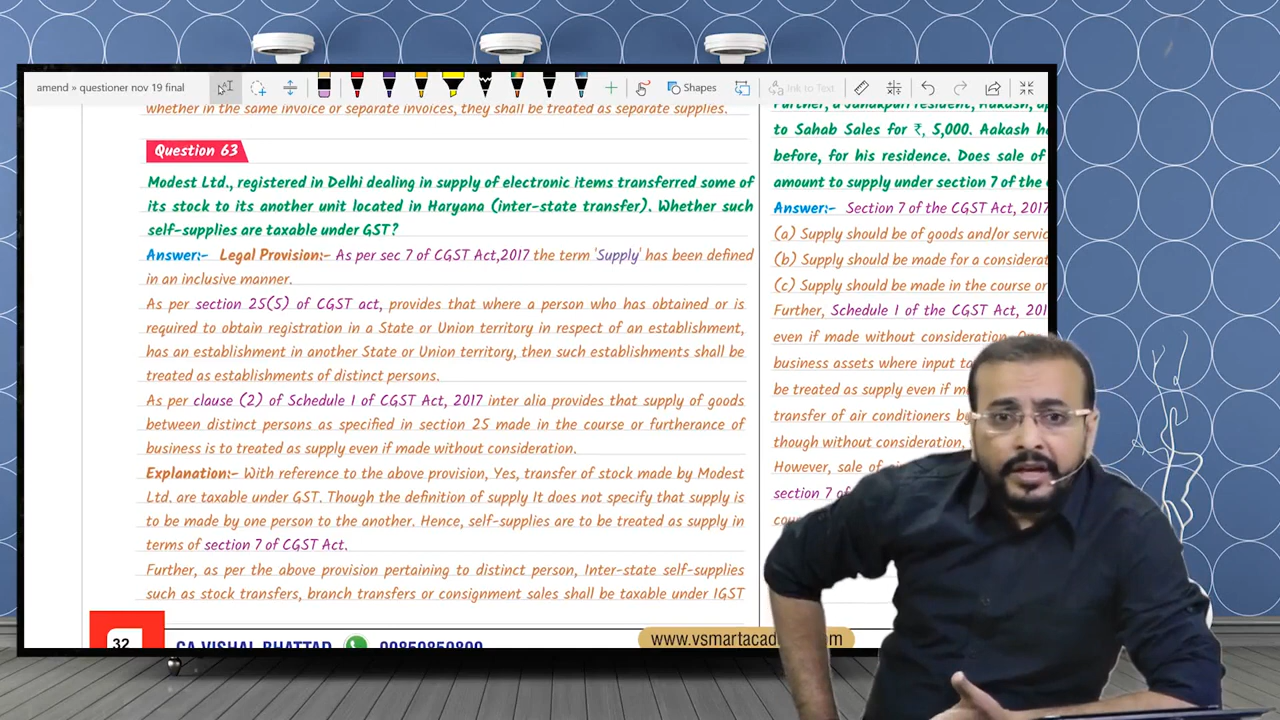 amend » questioner nov 19 final
Shapes
Ink to Text
whether in the same invoice or separate invoices, they shall be treated as separate supplies.
Question 63
Modest Ltd., registered in Delhi dealing in supply of electronic items transferred some of
its stock to its another unit located in Haryana (inter-state transfer). Whether such
self-supplies are taxable under GST?
Answer:- Legal Provision:- As per sec 7 of CGST Act,2017 the term 'Supply' has been defined
in an inclusive manner.
As per section 25(5) of CGST act, provides that where a person who has obtained or is
required to obtain registration in a State or Union territory in respect of an establishment,
has an establishment in another State or Union territory, then such establishments shall be
treated as establishments of distinct persons.
As per clause (2) of Schedule I of CGST Act, 2017 inter alia provides that supply of goods
between distinct persons as specified in section 25 made in the course or furtherance of
business is to treated as supply even if made without consideration.
Explanation:- With reference to the above provision, Yes, transfer of stock made by Modest
Ltd. are taxable under GST. Though the definition of supply It does not specify that supply is
to be made by one person to the another. Hence, self-supplies are to be treated as supply in
terms of section 7 of CGST Act.
Further, as per the above provision pertaining to distinct person, Inter-state self-supplies
such as stock transfers, branch transfers or consignment sales shall be taxable under IGST
32
CA VISHAL BHATTAD
www.vsmartacad
om
Further, a Janakpuri resident, Aakash,
to Sahab Sales for ₹, 5,000. Aakash
before, for his residence. Does sale of
amount to supply under section 7 of the
Answer:- Section 7 of the CGST Act, 2017
(a) Supply should be of goods and/or
(b) Supply should be made for a
(c) Supply should be made in the course or
Further, Schedule I of the CGST Act,
even if made without consideration.
business assets where input
be treated as supply even if
transfer of air conditioners
though without consideration,
However, sale of
section 7